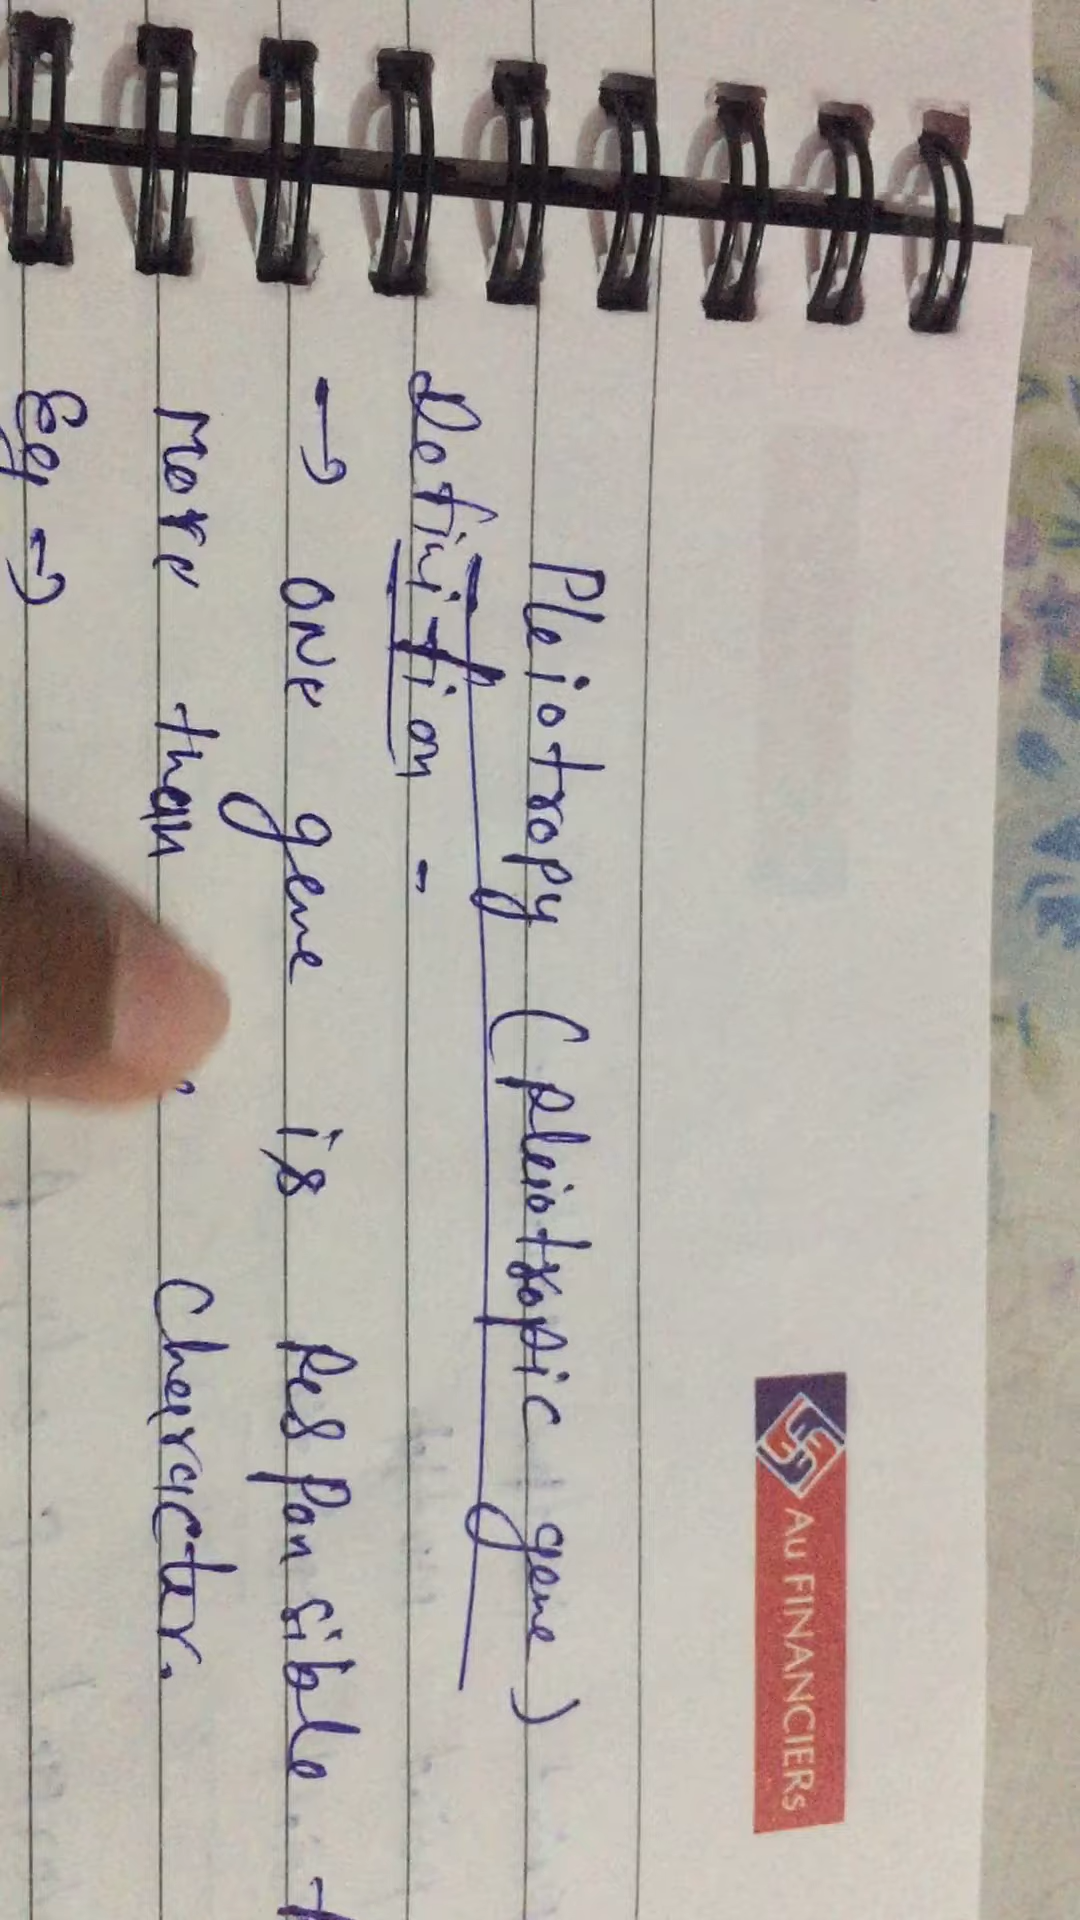 Au FINANCIERS
Pleiotropy (pleiotropic gene)
Definition -
→ one gene is Responsible
More than Character.
Eg →